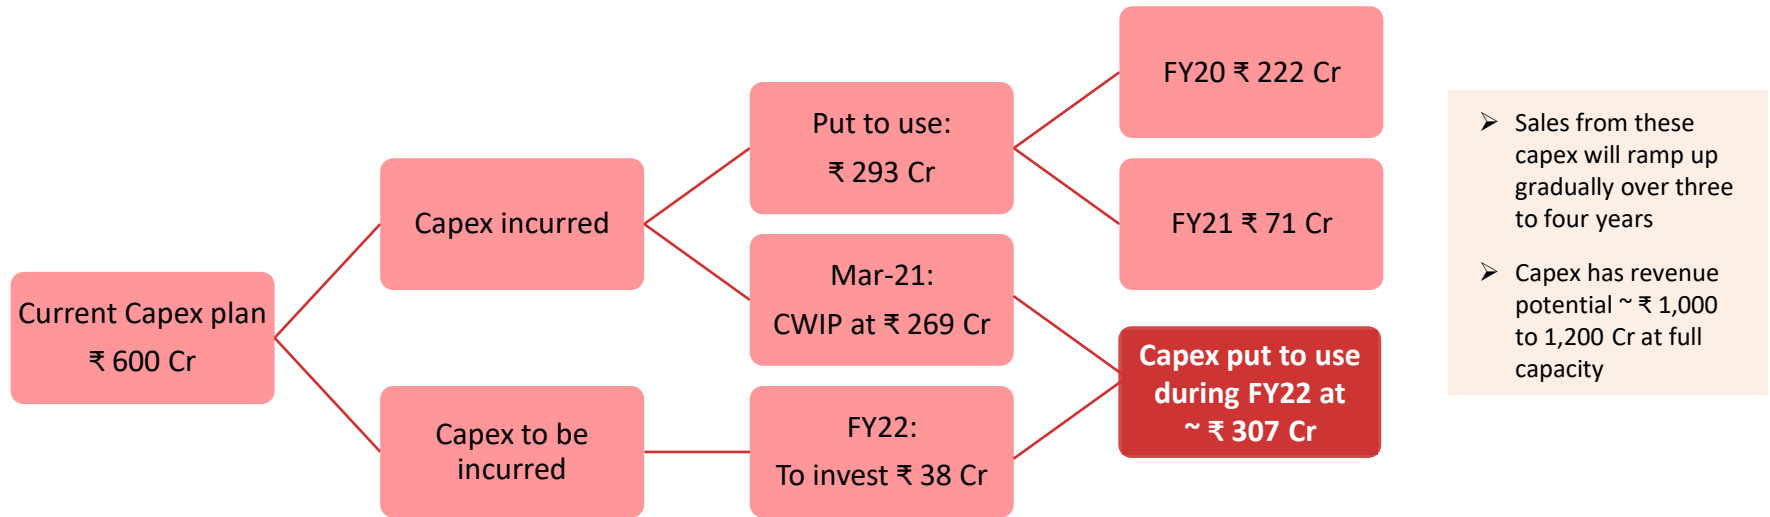 Current Capex plan
₹ 600 Cr
Capex incurred
Capex to be
incurred
Put to use:
₹ 293 Cr
Mar-21:
CWIP at ₹ 269 Cr
FY22:
To invest ₹ 38 Cr
FY20 ₹ 222 Cr
FY21 ₹ 71 Cr
Capex put to use
during FY22 at
~ ₹ 307 Cr
➢ Sales from these
capex will ramp up
gradually over three
to four years
➢ Capex has revenue
potential ~ ₹ 1,000
to 1,200 Cr at full
capacity